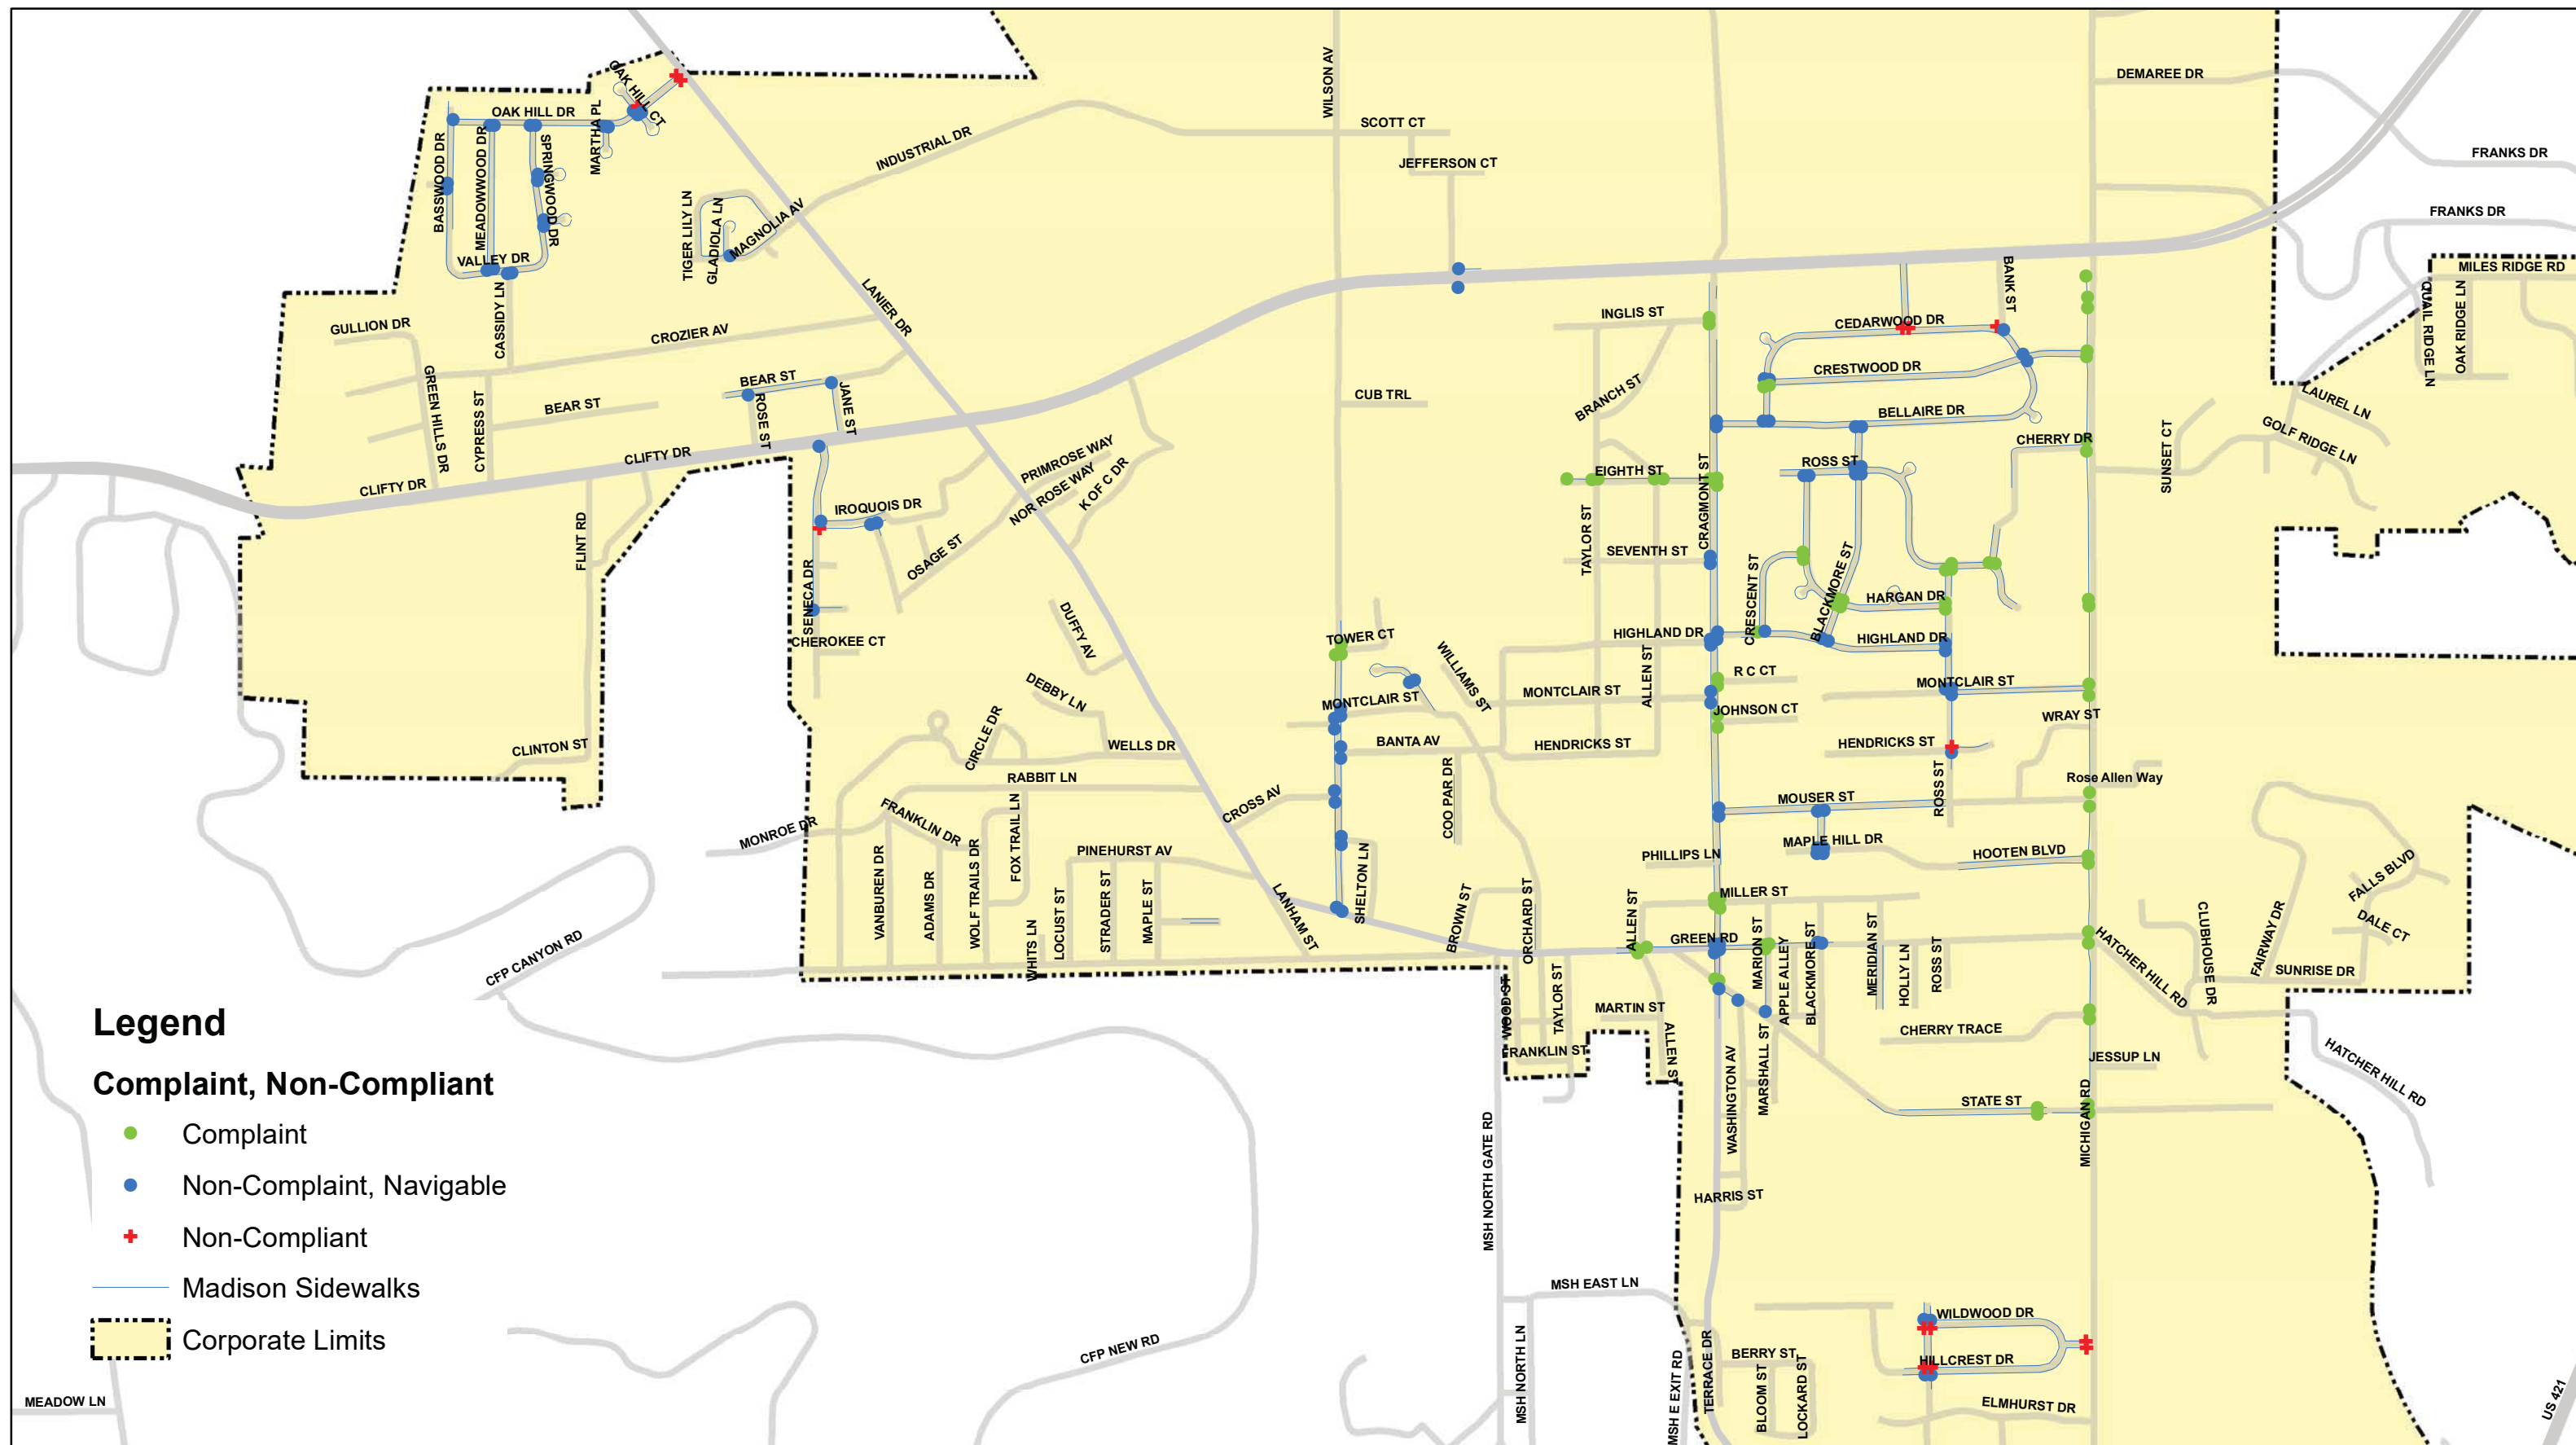 WILSON AV
DEMAREE DR
OAK HILL CT
OAK HILL DR
MARTHA PL
SCOTT CT
JEFFERSON CT
INDUSTRIAL DR
FRANKS DR
BASSWOOD DR
MEADOWWOOD DR
SPRINGWOOD DR
TIGER LILY LN
GLADIOLA LN
MAGNOLIA AV
FRANKS DR
VALLEY DR
CASSIDY LN
LANIER DR
BANK ST
MILES RIDGE RD
QUAIL RIDGE LN
OAK RIDGE LN
GULLION DR
CROZIER AV
INGLIS ST
CEDARWOOD DR
CRESTWOOD DR
GREEN HILLS DR
CYPRESS ST
BEAR ST
BEAR ST
ROSE ST
JANE ST
CUB TRL
BRANCH ST
BELLAIRE DR
LAUREL LN
GOLF RIDGE LN
SUNSET CT
CHERRY DR
CLIFTY DR
CLIFTY DR
PRIMROSE WAY
NOR ROSE WAY
K OF C DR
EIGHTH ST
CRAGMONT ST
ROSS ST
IROQUOIS DR
FLINT RD
OSAGE ST
TAYLOR ST
SEVENTH ST
CRESCENT ST
BLACKMORE ST
HARGAN DR
SENECA DR
CHEROKEE CT
DUFFY AV
TOWER CT
WILLIAMS ST
HIGHLAND DR
HIGHLAND DR
ALLEN ST
R C CT
DEBBY LN
MONTCLAIR ST
MONTCLAIR ST
MONTCLAIR ST
JOHNSON CT
WRAY ST
CLINTON ST
CIRCLE DR
WELLS DR
BANTA AV
HENDRICKS ST
HENDRICKS ST
RABBIT LN
Rose Allen Way
COO PAR DR
ROSS ST
CROSS AV
MOUSER ST
MONROE DR
FRANKLIN DR
FOX TRAIL LN
PINEHURST AV
PHILLIPS LN
MAPLE HILL DR
HOOTEN BLVD
VANBUREN DR
ADAMS DR
WOLF TRAILS DR
WHITS LN
LOCUST ST
STRADER ST
MAPLE ST
LANHAM ST
SHELTON LN
BROWN ST
ORCHARD ST
MILLER ST
ALLEN ST
GREEN RD
MARION ST
APPLE ALLEY
BLACKMORE ST
MERIDIAN ST
HOLLY LN
ROSS ST
HATCHER HILL RD
CLUBHOUSE DR
FAIRWAY DR
FALLS BLVD
DALE CT
SUNRISE DR
CFP CANYON RD
WOOD ST
TAYLOR ST
MARTIN ST
FRANKLIN ST
ALLEN ST
WASHINGTON AV
MARSHALL ST
CHERRY TRACE
JESSUP LN
HATCHER HILL RD
STATE ST
MICHIGAN RD
MSH NORTH GATE RD
HARRIS ST
MSH EAST LN
MSH NORTH LN
MSH E EXIT RD
TERRACE DR
WILDWOOD DR
BERRY ST
HILLCREST DR
BLOOM ST
LOCKARD ST
ELMHURST DR
CFP NEW RD
MEADOW LN
US 421
Legend
Complaint, Non-Compliant
Complaint
Non-Complaint, Navigable
Non-Compliant
Madison Sidewalks
Corporate Limits